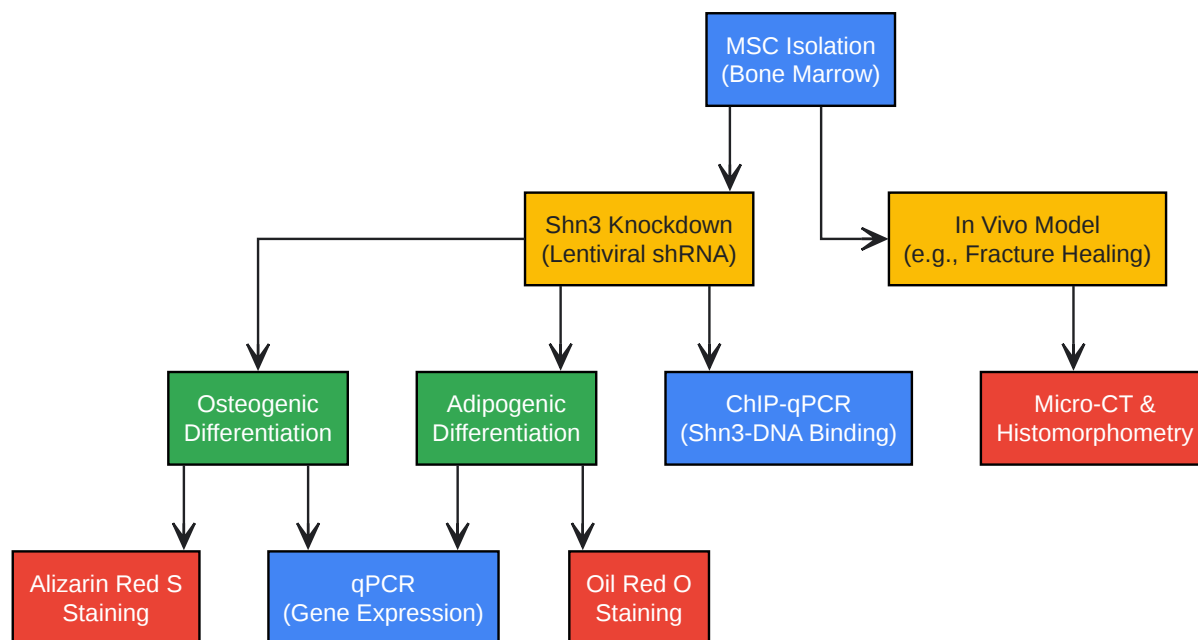 MSC Isolation
(Bone Marrow)
Shn3 Knockdown
(Lentiviral shRNA)
In Vivo Model
(e.g., Fracture Healing)
Osteogenic
Differentiation
Adipogenic
Differentiation
ChIP-qPCR
(Shn3-DNA Binding)
Micro-CT &
Histomorphometry
Alizarin Red S
Staining
qPCR
(Gene Expression)
Oil Red O
Staining